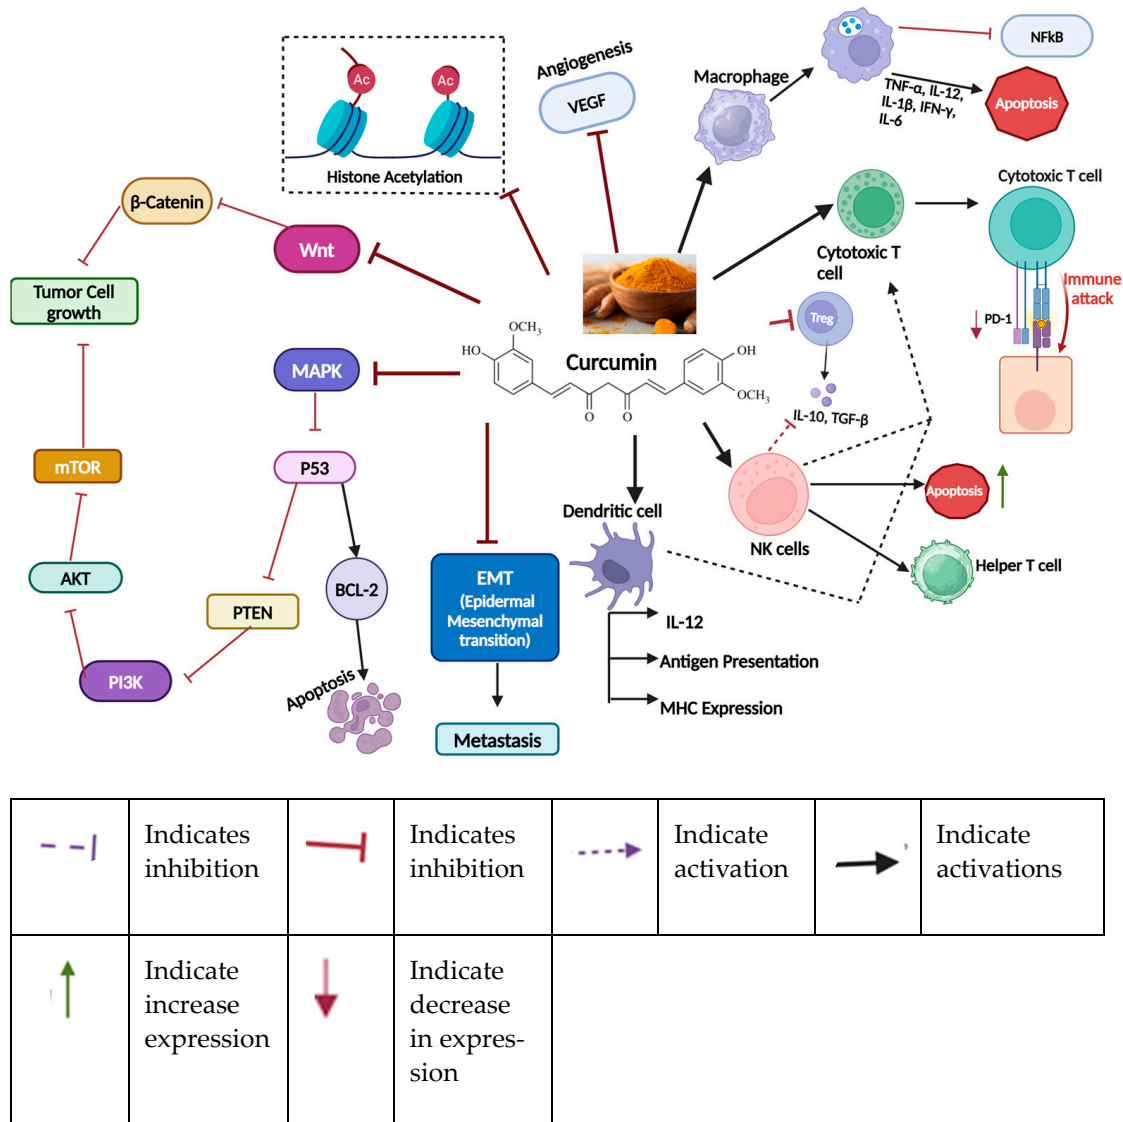 Angiogenesis
VEGF
Ac
Ac
Histone Acetylation
Macrophage
NFkB
TNF-α, IL-12,
IL-1β, IFN-γ,
IL-6
Apoptosis
β-Catenin
Wnt
Cytotoxic T
cell
Cytotoxic T cell
Immune
attack
PD-1
Tumor Cell
growth
Treg
IL-10, TGF-β
MAPK
Curcumin
HO
OCH3
O
O
OH
OCH3
mTOR
P53
Dendritic cell
NK cells
Apoptosis
Helper T cell
AKT
BCL-2
PTEN
PI3K
Apoptosis
EMT
(Epidermal
Mesenchymal
transition)
Metastasis
IL-12
Antigen Presentation
MHC Expression
Indicates
inhibition
Indicates
inhibition
Indicate
activation
Indicate
activations
Indicate
increase
expression
Indicate
decrease
in expres-
sion